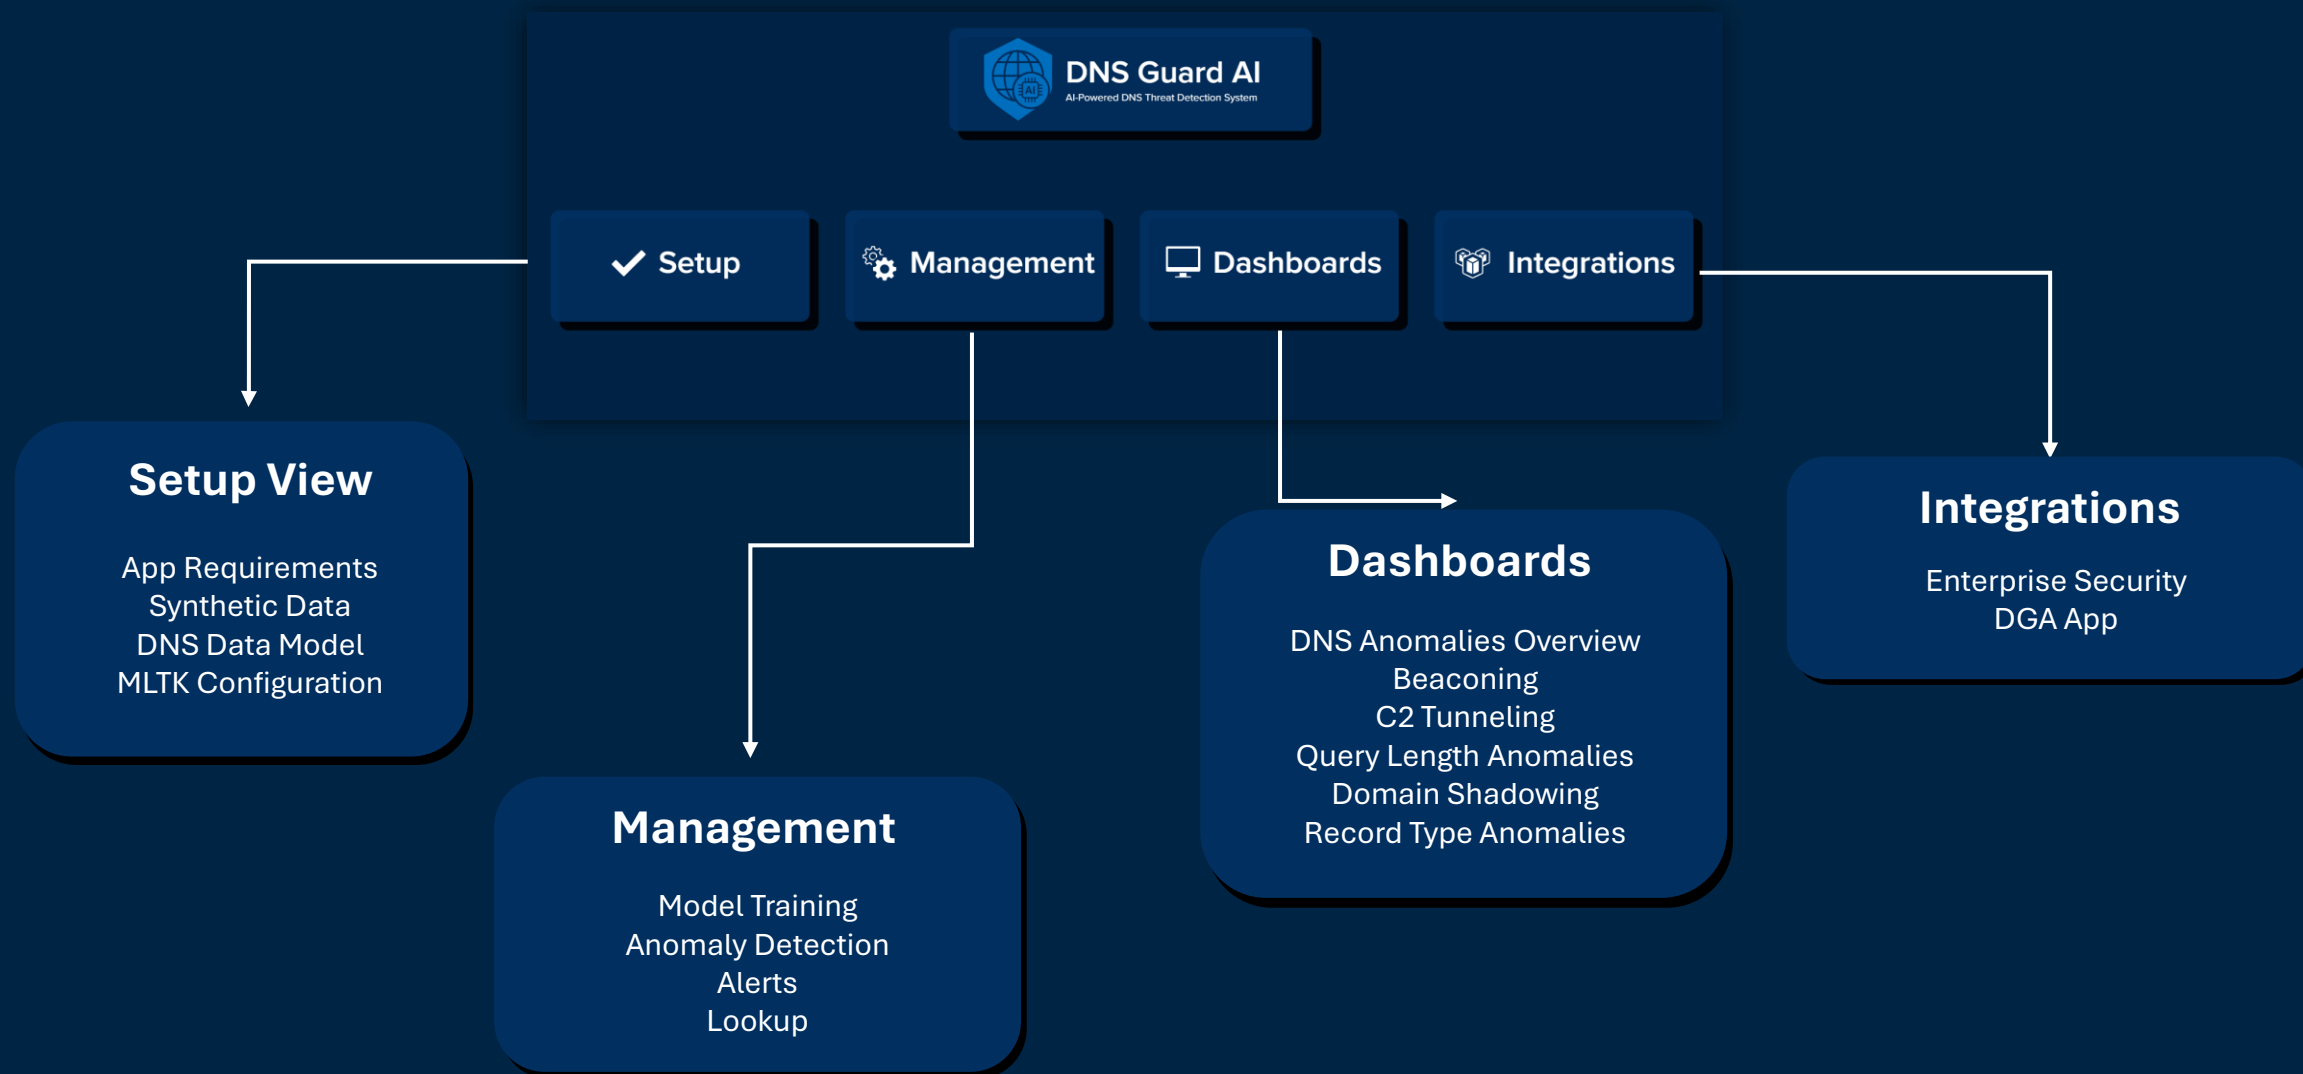 DNS Guard AI
AI-Powered DNS Threat Detection System
Setup
Management
Dashboards
Integrations
Setup View
App Requirements
Synthetic Data
DNS Data Model
MLTK Configuration
Management
Model Training
Anomaly Detection
Alerts
Lookup
Dashboards
DNS Anomalies Overview
Beaconing
C2 Tunneling
Query Length Anomalies
Domain Shadowing
Record Type Anomalies
Integrations
Enterprise Security
DGA App